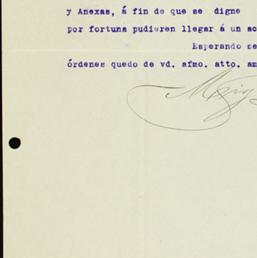 y Anexas, á fin de que se digne
por fortuna pudieren llegar á un ac
Esperando se
órdenes quedo de vd. afmo. atto. am